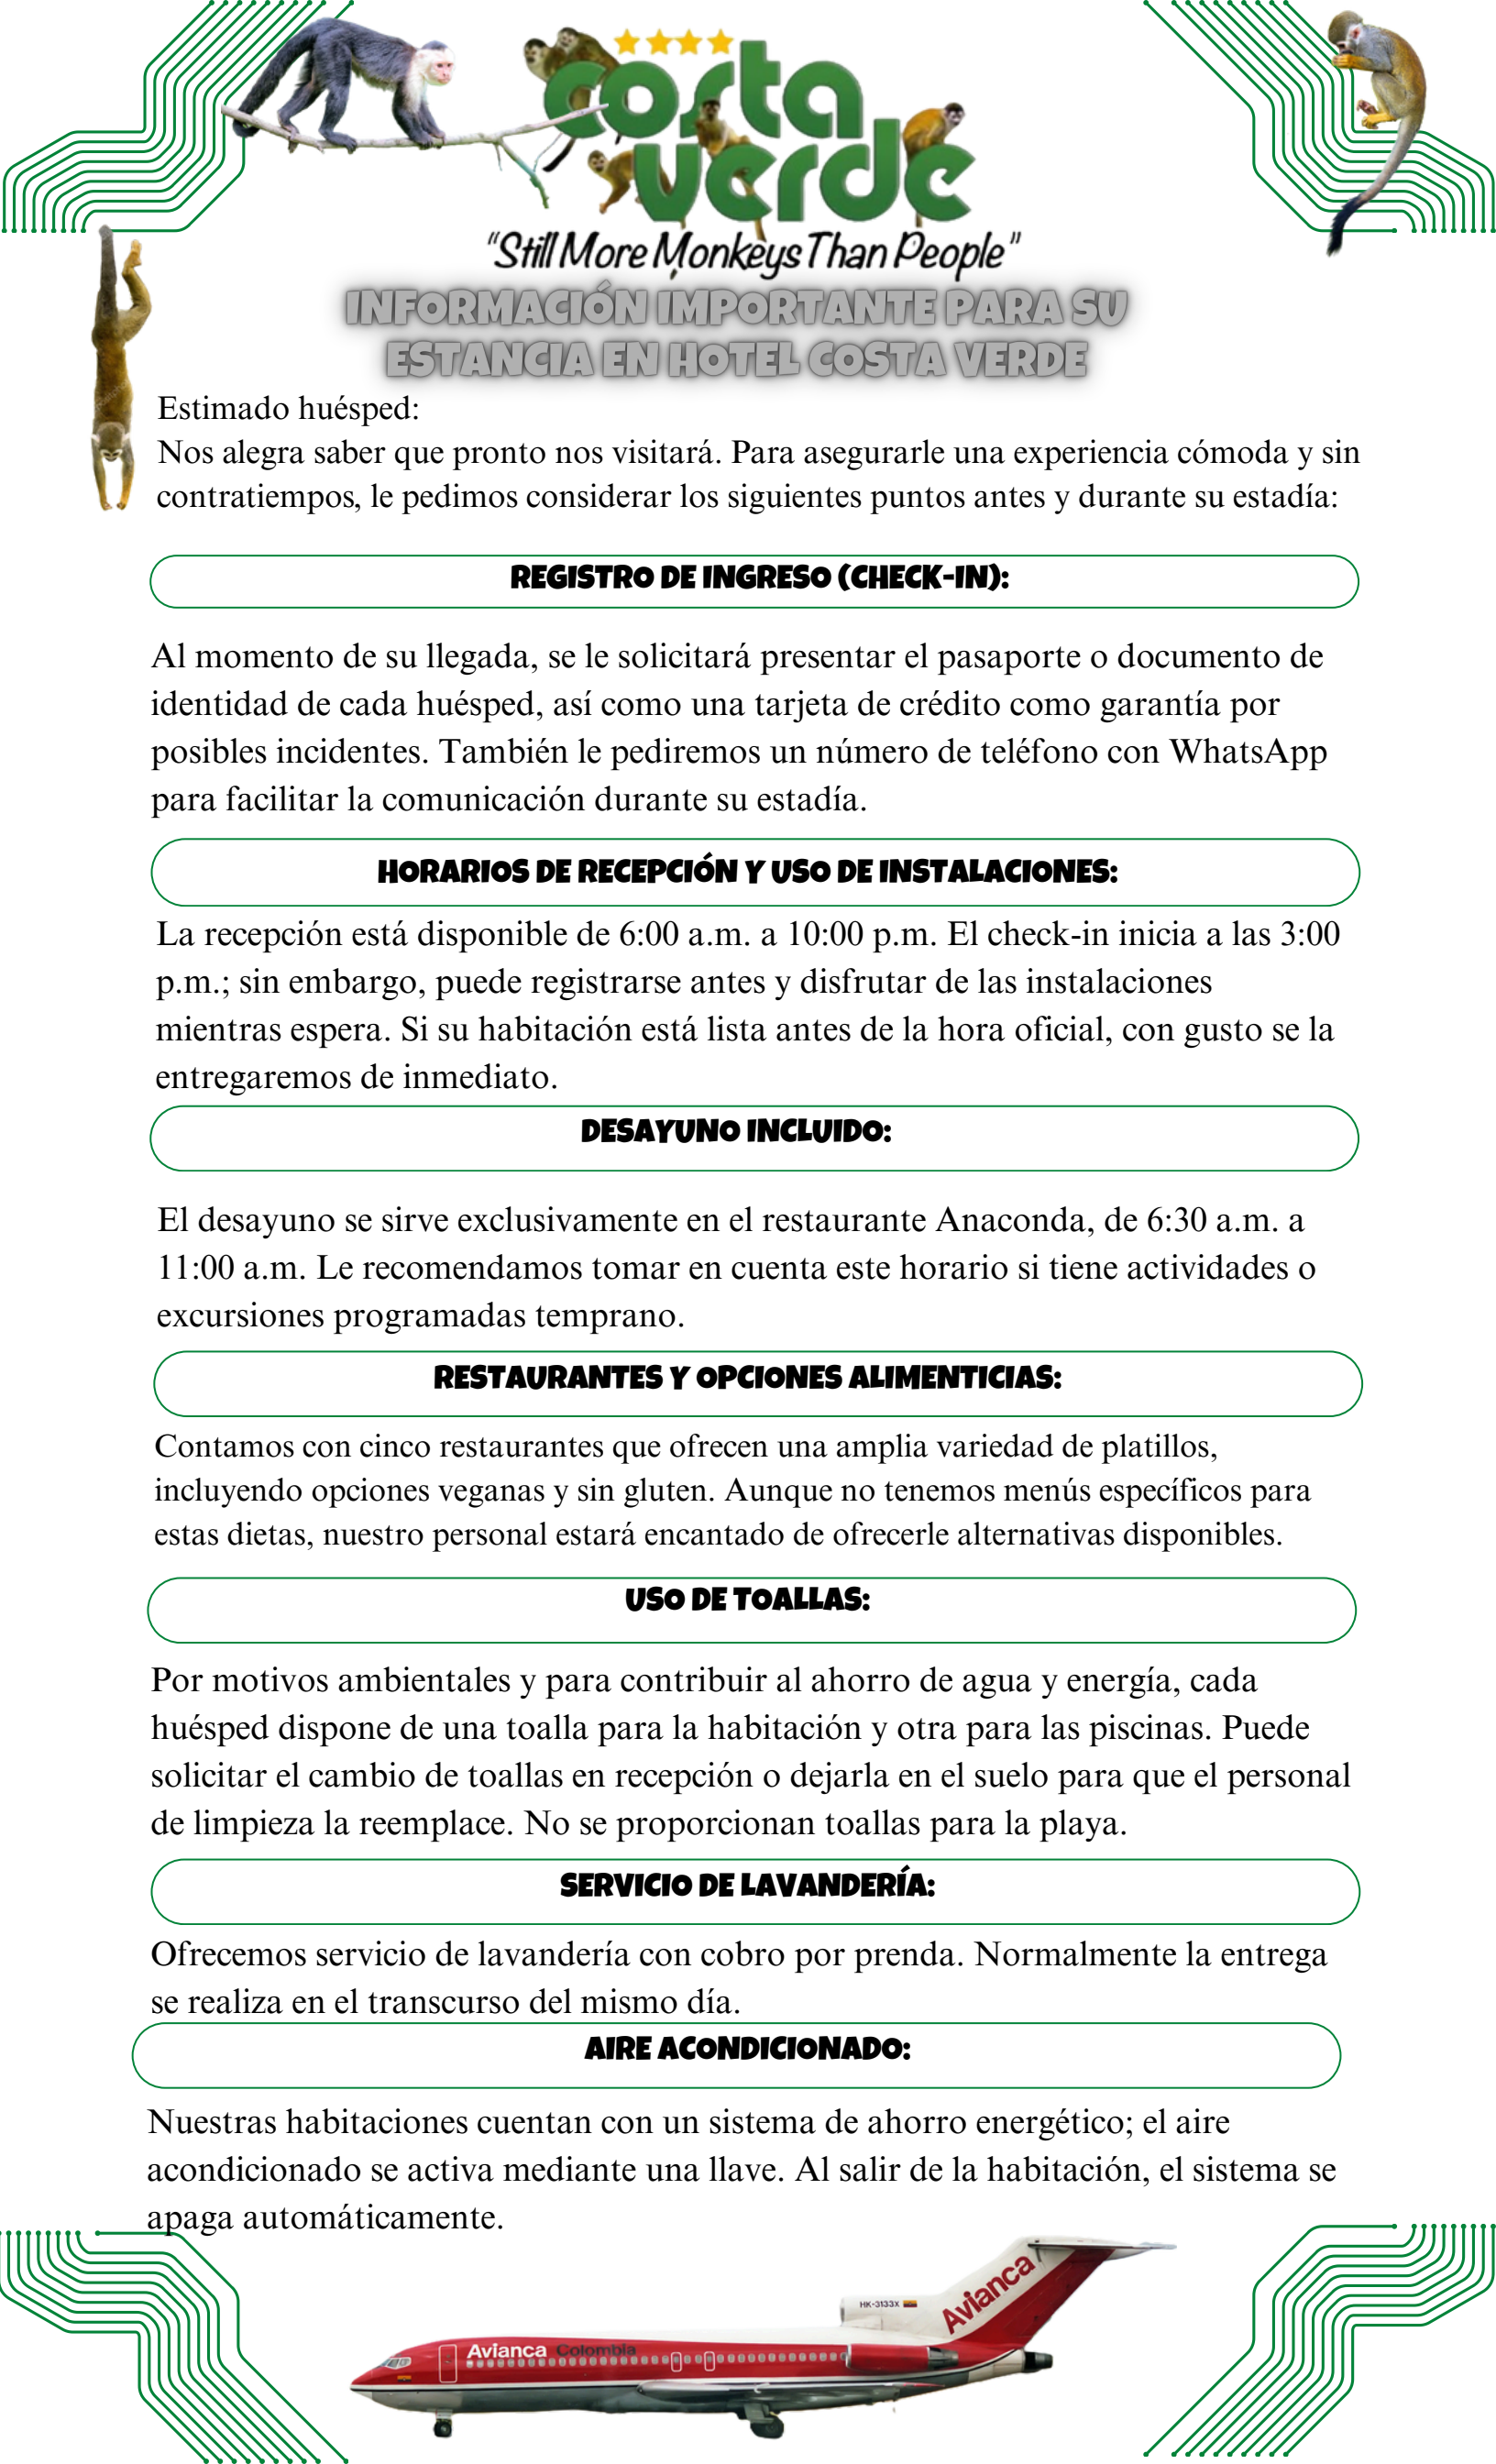 costa
verde
“Still More Monkeys Than People”
INFORMACIÓN IMPORTANTE PARA SU
ESTANCIA EN HOTEL COSTA VERDE
Estimado huésped:
Nos alegra saber que pronto nos visitará. Para asegurarle una experiencia cómoda y sin
contratiempos, le pedimos considerar los siguientes puntos antes y durante su estadía:
REGISTRO DE INGRESO (CHECK-IN):
Al momento de su llegada, se le solicitará presentar el pasaporte o documento de
identidad de cada huésped, así como una tarjeta de crédito como garantía por
posibles incidentes. También le pediremos un número de teléfono con WhatsApp
para facilitar la comunicación durante su estadía.
HORARIOS DE RECEPCIÓN Y USO DE INSTALACIONES:
La recepción está disponible de 6:00 a.m. a 10:00 p.m. El check-in inicia a las 3:00
p.m.; sin embargo, puede registrarse antes y disfrutar de las instalaciones
mientras espera. Si su habitación está lista antes de la hora oficial, con gusto se la
entregaremos de inmediato.
DESAYUNO INCLUIDO:
El desayuno se sirve exclusivamente en el restaurante Anaconda, de 6:30 a.m. a
11:00 a.m. Le recomendamos tomar en cuenta este horario si tiene actividades o
excursiones programadas temprano.
RESTAURANTES Y OPCIONES ALIMENTICIAS:
Contamos con cinco restaurantes que ofrecen una amplia variedad de platillos,
incluyendo opciones veganas y sin gluten. Aunque no tenemos menús específicos para
estas dietas, nuestro personal estará encantado de ofrecerle alternativas disponibles.
USO DE TOALLAS:
Por motivos ambientales y para contribuir al ahorro de agua y energía, cada
huésped dispone de una toalla para la habitación y otra para las piscinas. Puede
solicitar el cambio de toallas en recepción o dejarla en el suelo para que el personal
de limpieza la reemplace. No se proporcionan toallas para la playa.
SERVICIO DE LAVANDERÍA:
Ofrecemos servicio de lavandería con cobro por prenda. Normalmente la entrega
se realiza en el transcurso del mismo día.
AIRE ACONDICIONADO:
Nuestras habitaciones cuentan con un sistema de ahorro energético; el aire
acondicionado se activa mediante una llave. Al salir de la habitación, el sistema se
apaga automáticamente.
Avianca
HK-3133X
Avianca Colombia